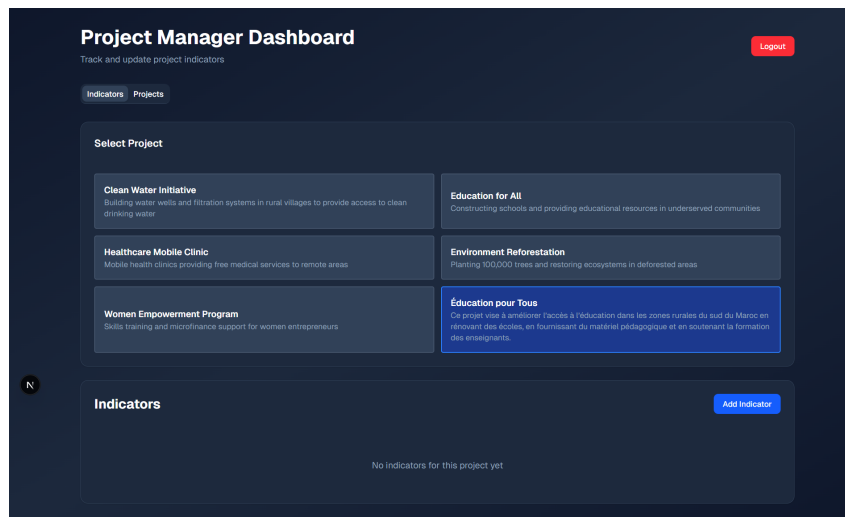 Project Manager Dashboard
Track and update project indicators
Logout
Indicators Projects
Select Project
Clean Water Initiative
Building water wells and filtration systems in rural villages to provide access to clean
drinking water
Education for All
Constructing schools and providing educational resources in underserved communities
Healthcare Mobile Clinic
Mobile health clinics providing free medical services to remote areas
Environment Reforestation
Planting 100,000 trees and restoring ecosystems in deforested areas
Women Empowerment Program
Skills training and microfinance support for women entrepreneurs
Éducation pour Tous
Ce projet vise à améliorer l'accès à l'éducation dans les zones rurales du sud du Maroc en
rénovant des écoles, en fournissant du matériel pédagogique et en soutenant la formation
des enseignants.
N
Indicators
Add Indicator
No indicators for this project yet